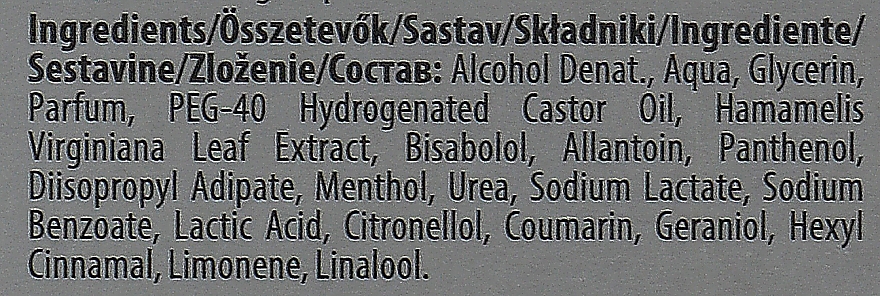 Ingredients/Összetevők/Sastav/Składniki/Ingrediente/
Sestavine/Zloženie/Состав: Alcohol Denat., Aqua, Glycerin,
Parfum, PEG-40 Hydrogenated Castor Oil, Hamamelis
Virginiana Leaf Extract, Bisabolol, Allantoin, Panthenol,
Diisopropyl Adipate, Menthol, Urea, Sodium Lactate, Sodium
Benzoate, Lactic Acid, Citronellol, Coumarin, Geraniol, Hexyl
Cinnamal, Limonene, Linalool.